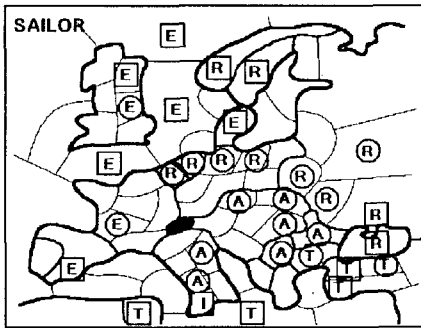 SAILOR
E
E R R
E E
E
E R R R R R
R
A A
E A A R
A A T T R
E A T
T I T